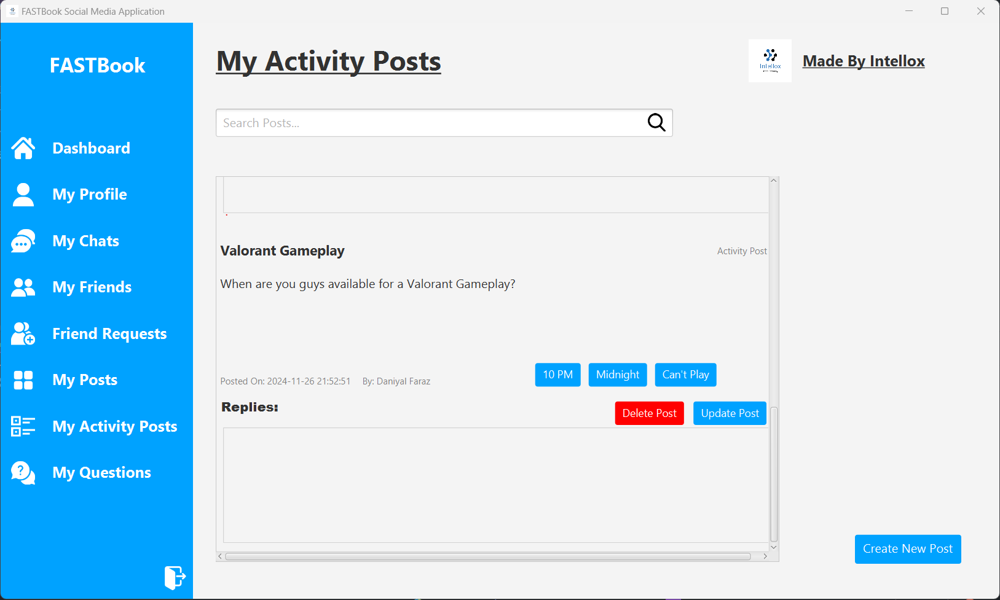 FASTBook Social Media Application
FASTBook
Dashboard
My Profile
My Chats
My Friends
Friend Requests
My Posts
My Activity Posts
My Questions
My Activity Posts
Intellox
Made By Intellox
Search Posts...
Valorant Gameplay
Activity Post
When are you guys available for a Valorant Gameplay?
10 PM
Midnight
Can't Play
Posted On: 2024-11-26 21:52:51
By: Daniyal Faraz
Replies:
Delete Post
Update Post
Create New Post